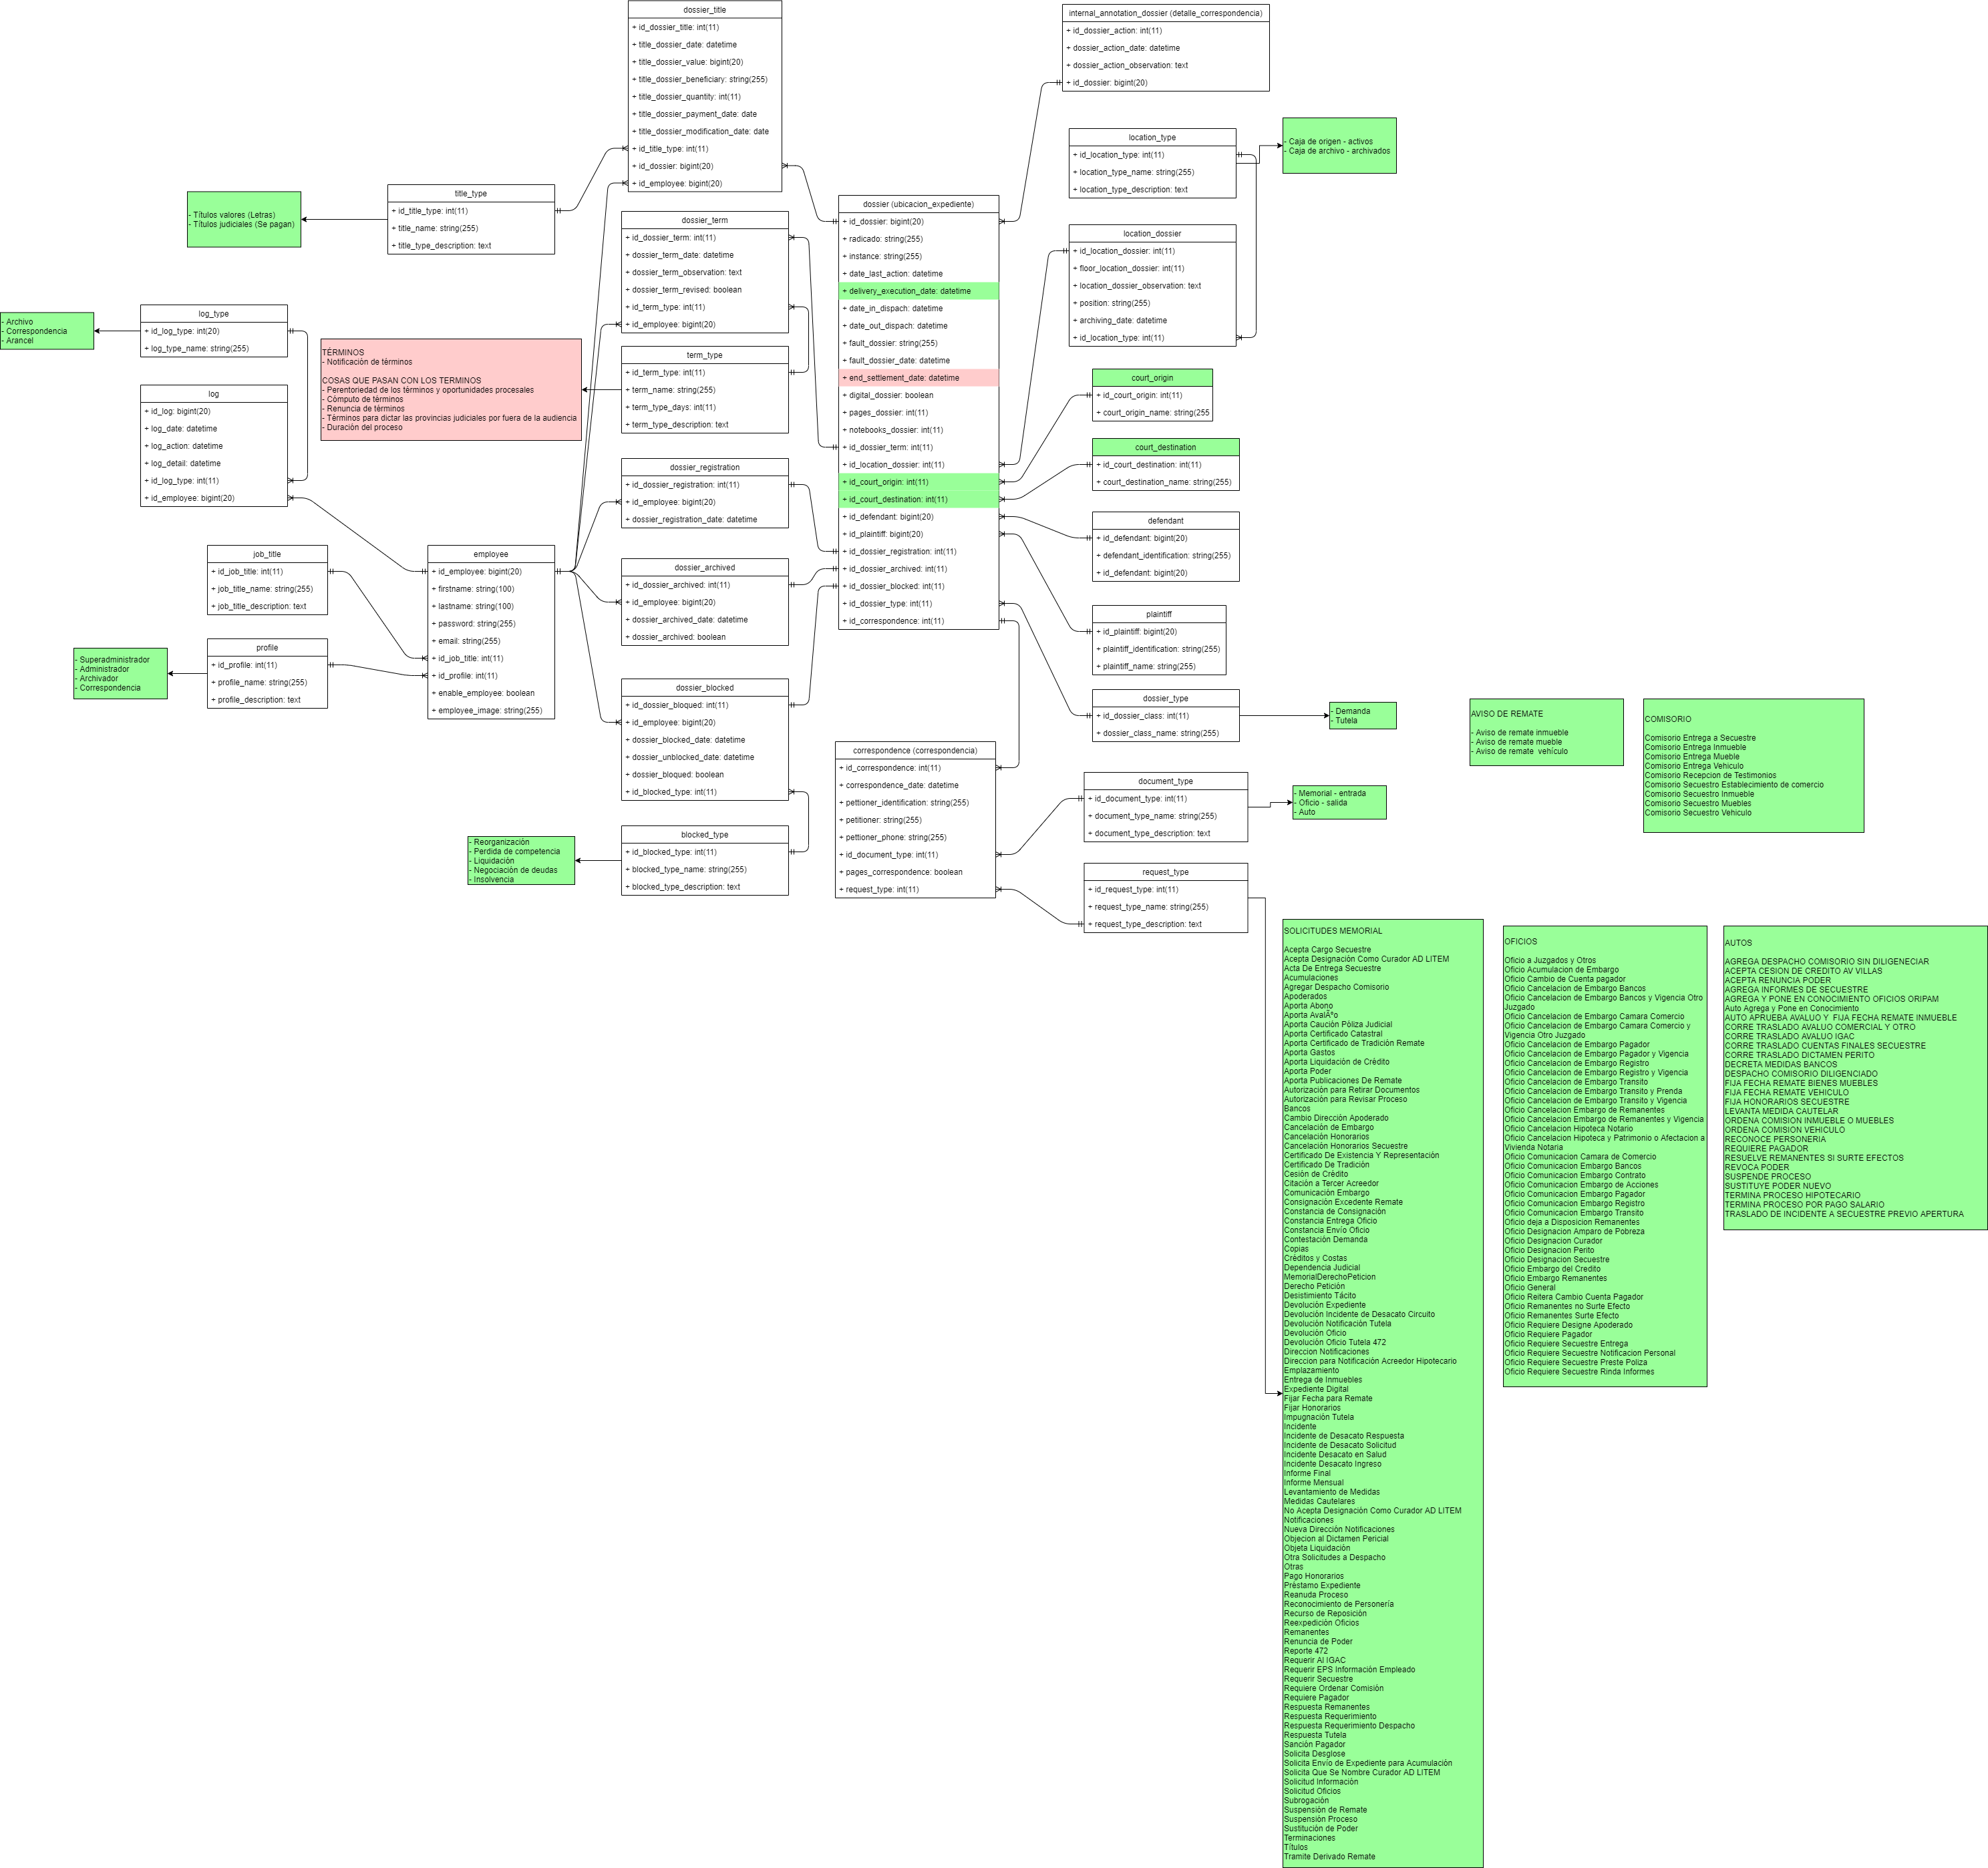 dossier_title
+ id_dossier_title: int(11)
+ title_dossier_date: datetime
+ title_dossier_value: bigint(20)
+ title_dossier_beneficiary: string(255)
+ title_dossier_quantity: int(11)
+ title_dossier_payment_date: date
+ title_dossier_modification_date: date
+ id_title_type: int(11)
+ id_dossier: bigint(20)
+ id_employee: bigint(20)
internal_annotation_dossier (detalle_correspondencia)
+ id_dossier_action: int(11)
+ dossier_action_date: datetime
+ dossier_action_observation: text
+ id_dossier: bigint(20)
location_type
+ id_location_type: int(11)
+ location_type_name: string(255)
+ location_type_description: text
- Caja de origen - activos
- Caja de archivo - archivados
- Títulos valores (Letras)
- Títulos judiciales (Se pagan)
title_type
+ id_title_type: int(11)
+ title_name: string(255)
+ title_type_description: text
dossier_term
+ id_dossier_term: int(11)
+ dossier_term_date: datetime
+ dossier_term_observation: text
+ dossier_term_revised: boolean
+ id_term_type: int(11)
+ id_employee: bigint(20)
dossier (ubicacion_expediente)
+ id_dossier: bigint(20)
+ radicado: string(255)
+ instance: string(255)
+ date_last_action: datetime
+ delivery_execution_date: datetime
+ date_in_dispach: datetime
+ date_out_dispach: datetime
+ fault_dossier: string(255)
+ fault_dossier_date: datetime
+ end_settlement_date: datetime
+ digital_dossier: boolean
+ pages_dossier: int(11)
+ notebooks_dossier: int(11)
+ id_dossier_term: int(11)
+ id_location_dossier: int(11)
+ id_court_origin: int(11)
+ id_court_destination: int(11)
+ id_defendant: bigint(20)
+ id_plaintiff: bigint(20)
+ id_dossier_registration: int(11)
+ id_dossier_archived: int(11)
+ id_dossier_blocked: int(11)
+ id_dossier_type: int(11)
+ id_correspondence: int(11)
location_dossier
+ id_location_dossier: int(11)
+ floor_location_dossier: int(11)
+ location_dossier_observation: text
+ position: string(255)
+ archiving_date: datetime
+ id_location_type: int(11)
- Archivo
- Correspondencia
- Arancel
log_type
+ id_log_type: int(20)
+ log_type_name: string(255)
TÉRMINOS
- Notificación de términos
COSAS QUE PASAN CON LOS TERMINOS
- Perentoriedad de los términos y oportunidades procesales
- Cómputo de términos
- Renuncia de términos
- Términos para dictar las provincias judiciales por fuera de la audiencia
- Duración del proceso
term_type
+ id_term_type: int(11)
+ term_name: string(255)
+ term_type_days: int(11)
+ term_type_description: text
court_origin
+ id_court_origin: int(11)
+ court_origin_name: string(255
log
+ id_log: bigint(20)
+ log_date: datetime
+ log_action: datetime
+ log_detail: datetime
+ id_log_type: int(11)
+ id_employee: bigint(20)
court_destination
+ id_court_destination: int(11)
+ court_destination_name: string(255)
dossier_registration
+ id_dossier_registration: int(11)
+ id_employee: bigint(20)
+ dossier_registration_date: datetime
defendant
+ id_defendant: bigint(20)
+ defendant_identification: string(255)
+ id_defendant: bigint(20)
job_title
+ id_job_title: int(11)
+ job_title_name: string(255)
+ job_title_description: text
employee
+ id_employee: bigint(20)
+ firstname: string(100)
+ lastname: string(100)
+ password: string(255)
+ email: string(255)
+ id_job_title: int(11)
+ id_profile: int(11)
+ enable_employee: boolean
+ employee_image: string(255)
dossier_archived
+ id_dossier_archived: int(11)
+ id_employee: bigint(20)
+ dossier_archived_date: datetime
+ dossier_archived: boolean
plaintiff
+ id_plaintiff: bigint(20)
+ plaintiff_identification: string(255)
+ plaintiff_name: string(255)
- Superadministrador
- Administrador
- Archivador
- Correspondencia
profile
+ id_profile: int(11)
+ profile_name: string(255)
+ profile_description: text
dossier_blocked
+ id_dossier_bloqued: int(11)
+ id_employee: bigint(20)
+ dossier_blocked_date: datetime
+ dossier_unblocked_date: datetime
+ dossier_bloqued: boolean
+ id_blocked_type: int(11)
dossier_type
+ id_dossier_class: int(11)
+ dossier_class_name: string(255)
- Demanda
- Tutela
AVISO DE REMATE
- Aviso de remate inmueble
- Aviso de remate mueble
- Aviso de remate  vehículo
COMISORIO
Comisorio Entrega a Secuestre
Comisorio Entrega Inmueble
Comisorio Entrega Mueble
Comisorio Entrega Vehiculo
Comisorio Recepcion de Testimonios
Comisorio Secuestro Establecimiento de comercio
Comisorio Secuestro Inmueble
Comisorio Secuestro Muebles
Comisorio Secuestro Vehiculo
correspondence (correspondencia)
+ id_correspondence: int(11)
+ correspondence_date: datetime
+ pettioner_identification: string(255)
+ petitioner: string(255)
+ pettioner_phone: string(255)
+ id_document_type: int(11)
+ pages_correspondence: boolean
+ request_type: int(11)
document_type
+ id_document_type: int(11)
+ document_type_name: string(255)
+ document_type_description: text
- Memorial - entrada
- Oficio - salida
- Auto
- Reorganización
- Perdida de competencia
- Liquidación
- Negociación de deudas
- Insolvencia
blocked_type
+ id_blocked_type: int(11)
+ blocked_type_name: string(255)
+ blocked_type_description: text
request_type
+ id_request_type: int(11)
+ request_type_name: string(255)
+ request_type_description: text
SOLICITUDES MEMORIAL
Acepta Cargo Secuestre
Acepta Designación Como Curador AD LITEM
Acta De Entrega Secuestre
Acumulaciones
Agregar Despacho Comisorio
Apoderados
Aporta Abono
Aporta AvalÃºo
Aporta Caución Póliza Judicial
Aporta Certificado Catastral
Aporta Certificado de Tradición Remate
Aporta Gastos
Aporta Liquidación de Crédito
Aporta Poder
Aporta Publicaciones De Remate
Autorización para Retirar Documentos
Autorización para Revisar Proceso
Bancos
Cambio Dirección Apoderado
Cancelación de Embargo
Cancelación Honorarios
Cancelación Honorarios Secuestre
Certificado De Existencia Y Representación
Certificado De Tradición
Cesión de Crédito
Citación a Tercer Acreedor
Comunicación Embargo
Consignación Excedente Remate
Constancia de Consignación
Constancia Entrega Oficio
Constancia Envío Oficio
Contestación Demanda
Copias
Créditos y Costas
Dependencia Judicial
MemorialDerechoPeticion
Derecho Petición
Desistimiento Tácito
Devolución Expediente
Devolución Incidente de Desacato Circuito
Devolución Notificación Tutela
Devolución Oficio
Devolución Oficio Tutela 472
Direccion Notificaciones
Direccion para Notificación Acreedor Hipotecario
Emplazamiento
Entrega de Inmuebles
Expediente Digital
Fijar Fecha para Remate
Fijar Honorarios
Impugnación Tutela
Incidente
Incidente de Desacato Respuesta
Incidente de Desacato Solicitud
Incidente Desacato en Salud
Incidente Desacato Ingreso
Informe Final
Informe Mensual
Levantamiento de Medidas
Medidas Cautelares
No Acepta Designación Como Curador AD LITEM
Notificaciones
Nueva Dirección Notificaciones
Objecion al Dictamen Pericial
Objeta Liquidación
Otra Solicitudes a Despacho
Otras
Pago Honorarios
Préstamo Expediente
Reanuda Proceso
Reconocimiento de Personería
Recurso de Reposición
Reexpedición Oficios
Remanentes
Renuncia de Poder
Reporte 472
Requerir Al IGAC
Requerir EPS Información Empleado
Requerir Secuestre
Requiere Ordenar Comisión
Requiere Pagador
Respuesta Remanentes
Respuesta Requerimiento
Respuesta Requerimiento Despacho
Respuesta Tutela
Sanción Pagador
Solicita Desglose
Solicita Envío de Expediente para Acumulación
Solicita Que Se Nombre Curador AD LITEM
Solicitud Información
Solicitud Oficios
Subrogación
Suspensión de Remate
Suspensión Proceso
Sustitución de Poder
Terminaciones
Títulos
Tramite Derivado Remate
OFICIOS
Oficio a Juzgados y Otros
Oficio Acumulacion de Embargo
Oficio Cambio de Cuenta pagador
Oficio Cancelacion de Embargo Bancos
Oficio Cancelacion de Embargo Bancos y Vigencia Otro
Juzgado
Oficio Cancelacion de Embargo Camara Comercio
Oficio Cancelacion de Embargo Camara Comercio y
Vigencia Otro Juzgado
Oficio Cancelacion de Embargo Pagador
Oficio Cancelacion de Embargo Pagador y Vigencia
Oficio Cancelacion de Embargo Registro
Oficio Cancelacion de Embargo Registro y Vigencia
Oficio Cancelacion de Embargo Transito
Oficio Cancelacion de Embargo Transito y Prenda
Oficio Cancelacion de Embargo Transito y Vigencia
Oficio Cancelacion Embargo de Remanentes
Oficio Cancelacion Embargo de Remanentes y Vigencia
Oficio Cancelacion Hipoteca Notario
Oficio Cancelacion Hipoteca y Patrimonio o Afectacion a
Vivienda Notaria
Oficio Comunicacion Camara de Comercio
Oficio Comunicacion Embargo Bancos
Oficio Comunicacion Embargo Contrato
Oficio Comunicacion Embargo de Acciones
Oficio Comunicacion Embargo Pagador
Oficio Comunicacion Embargo Registro
Oficio Comunicacion Embargo Transito
Oficio deja a Disposicion Remanentes
Oficio Designacion Amparo de Pobreza
Oficio Designacion Curador
Oficio Designacion Perito
Oficio Designacion Secuestre
Oficio Embargo del Credito
Oficio Embargo Remanentes
Oficio General
Oficio Reitera Cambio Cuenta Pagador
Oficio Remanentes no Surte Efecto
Oficio Remanentes Surte Efecto
Oficio Requiere Designe Apoderado
Oficio Requiere Pagador
Oficio Requiere Secuestre Entrega
Oficio Requiere Secuestre Notificacion Personal
Oficio Requiere Secuestre Preste Poliza
Oficio Requiere Secuestre Rinda Informes
AUTOS
AGREGA DESPACHO COMISORIO SIN DILIGENECIAR
ACEPTA CESION DE CREDITO AV VILLAS
ACEPTA RENUNCIA PODER
AGREGA INFORMES DE SECUESTRE
AGREGA Y PONE EN CONOCIMIENTO OFICIOS ORIPAM
Auto Agrega y Pone en Conocimiento
AUTO APRUEBA AVALUO Y  FIJA FECHA REMATE INMUEBLE
CORRE TRASLADO AVALUO COMERCIAL Y OTRO
CORRE TRASLADO AVALUO IGAC
CORRE TRASLADO CUENTAS FINALES SECUESTRE
CORRE TRASLADO DICTAMEN PERITO
DECRETA MEDIDAS BANCOS
DESPACHO COMISORIO DILIGENCIADO
FIJA FECHA REMATE BIENES MUEBLES
FIJA FECHA REMATE VEHICULO
FIJA HONORARIOS SECUESTRE
LEVANTA MEDIDA CAUTELAR
ORDENA COMISION INMUEBLE O MUEBLES
ORDENA COMISION VEHICULO
RECONOCE PERSONERIA
REQUIERE PAGADOR
RESUELVE REMANENTES SI SURTE EFECTOS
REVOCA PODER
SUSPENDE PROCESO
SUSTITUYE PODER NUEVO
TERMINA PROCESO HIPOTECARIO
TERMINA PROCESO POR PAGO SALARIO
TRASLADO DE INCIDENTE A SECUESTRE PREVIO APERTURA